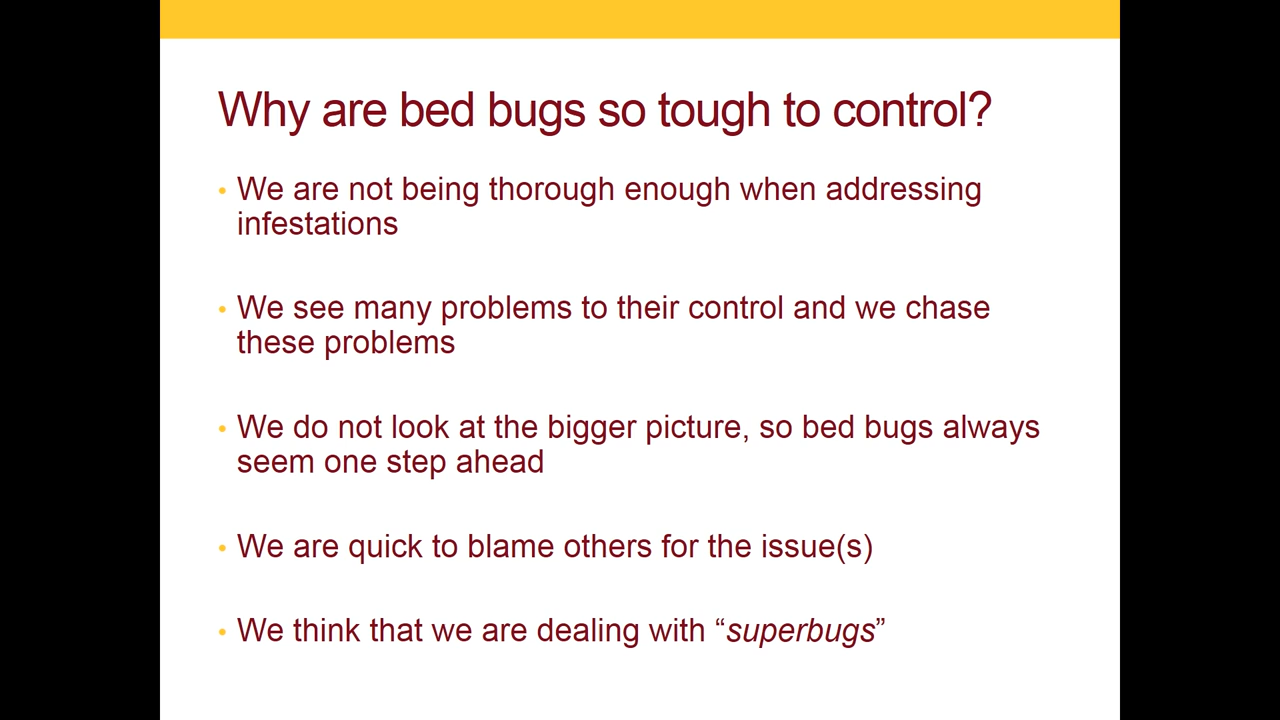 Why are bed bugs so tough to control?
• We are not being thorough enough when addressing
infestations
• We see many problems to their control and we chase
these problems
• We do not look at the bigger picture, so bed bugs always
seem one step ahead
• We are quick to blame others for the issue(s)
• We think that we are dealing with “superbugs”